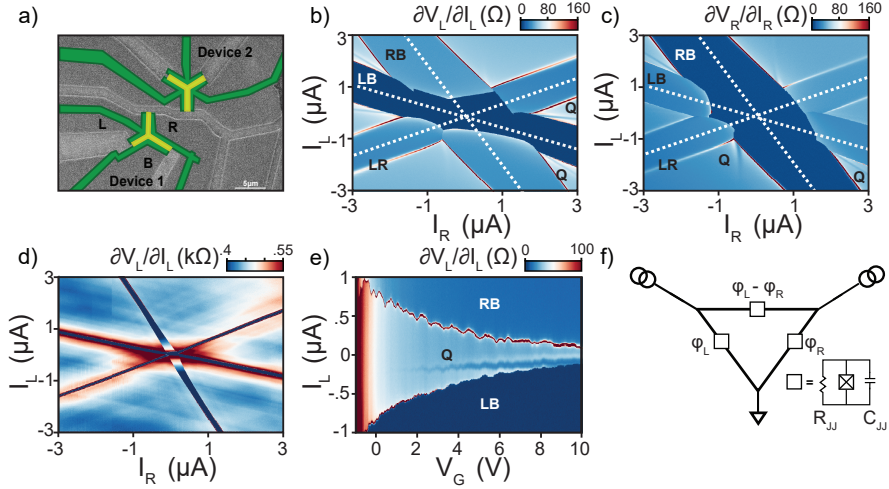 a)
Device 2
L
R
B
Device 1
5μm
b)
∂V_L/∂I_L (Ω)
0
80
160
3
1
-1
-3
I_L (μA)
RB
LB
LR
Q
Q
-3
-1
1
3
I_R (μA)
c)
∂V_R/∂I_R (Ω)
0
80
160
3
1
-1
-3
I_L (μA)
RB
LB
LR
Q
Q
-3
-1
1
3
I_R (μA)
d)
∂V_L/∂I_L (kΩ)
.4
.55
3
1
-1
-3
I_L (μA)
-3
-1
1
3
I_R (μA)
e)
∂V_L/∂I_L (Ω)
0
100
1
.5
0
-.5
-1
I_L (μA)
RB
Q
LB
0
2
4
6
8
10
V_G (V)
f)
φ_L - φ_R
φ_L
φ_R
=
R_JJ
C_JJ